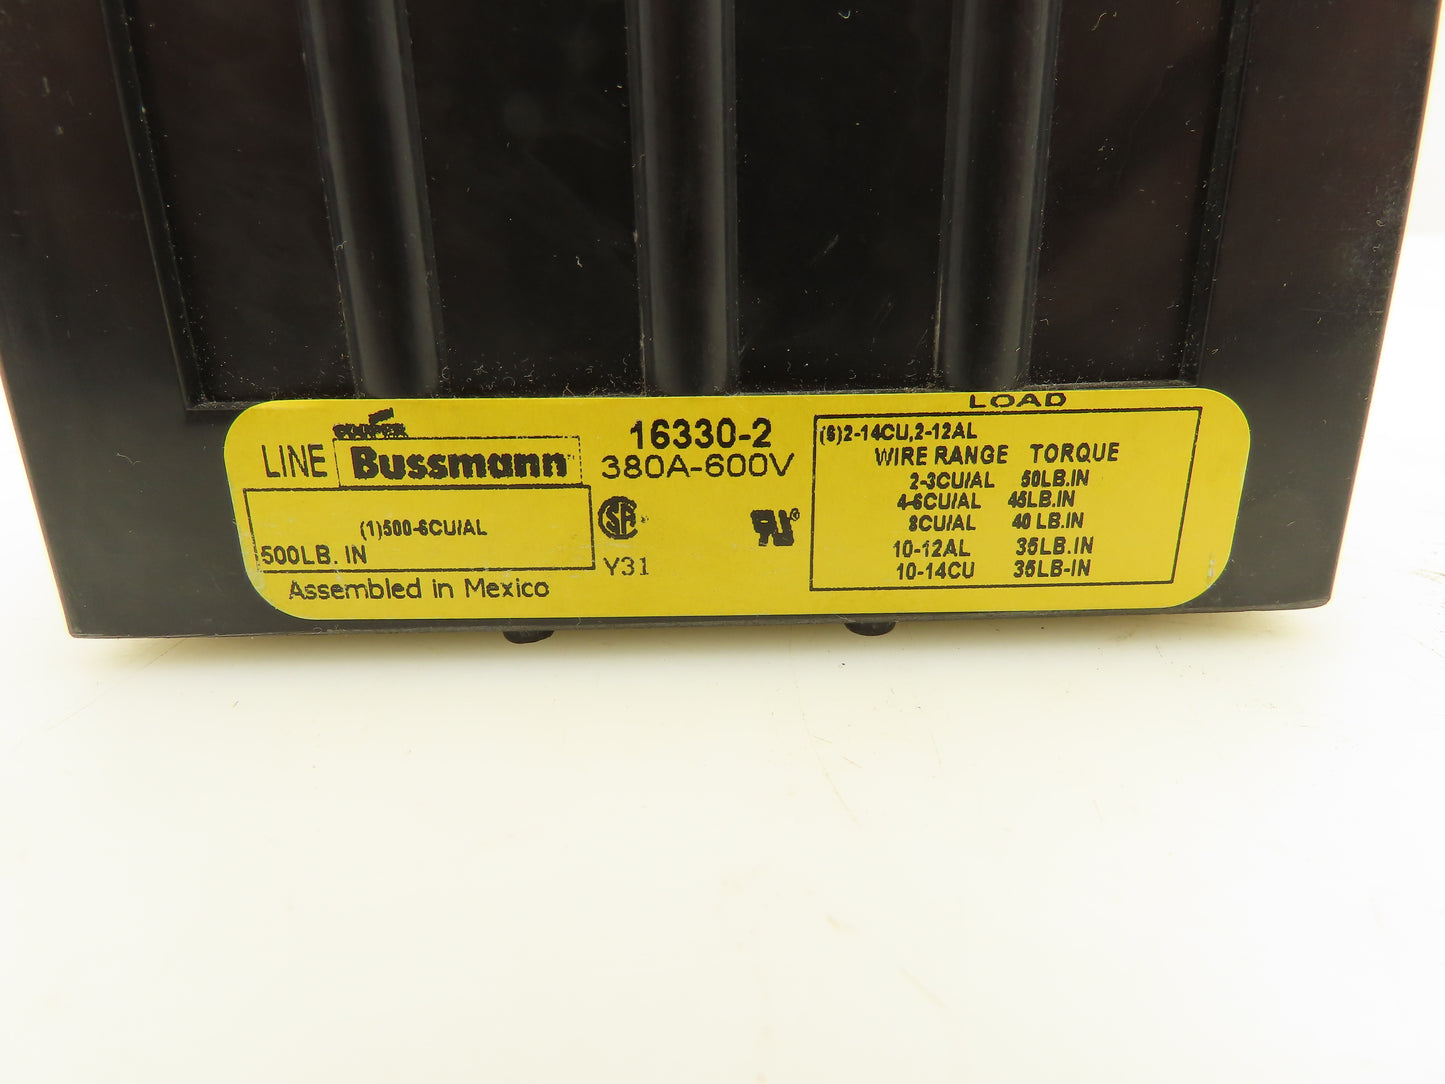 LINE
COOPER
Bussmann
(1)500-6CU/AL
500LB. IN
Assembled in Mexico
16330-2
380A-600V
Y31
LOAD
(6)2-14CU,2-12AL
WIRE RANGE TORQUE
2-3CU/AL 50LB.IN
4-6CU/AL 45LB.IN
8CU/AL 40 LB.IN
10-12AL 35LB.IN
10-14CU 35LB-IN